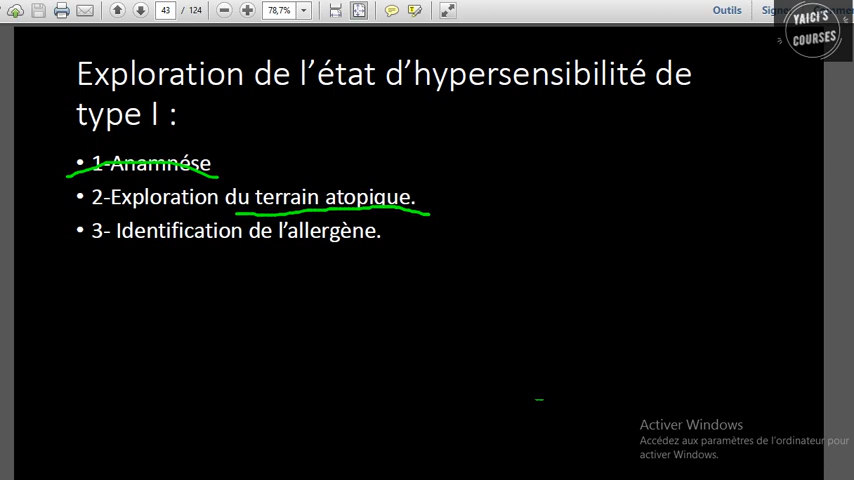 43 / 124
78,7%
Outils
YAICI'S
COURSES
Exploration de l'état d'hypersensibilité de
type I :
• 1-Anamnése
• 2-Exploration du terrain atopique.
• 3- Identification de l'allergène.
Activer Windows
Accédez aux paramètres de l'ordinateur pour
activer Windows.